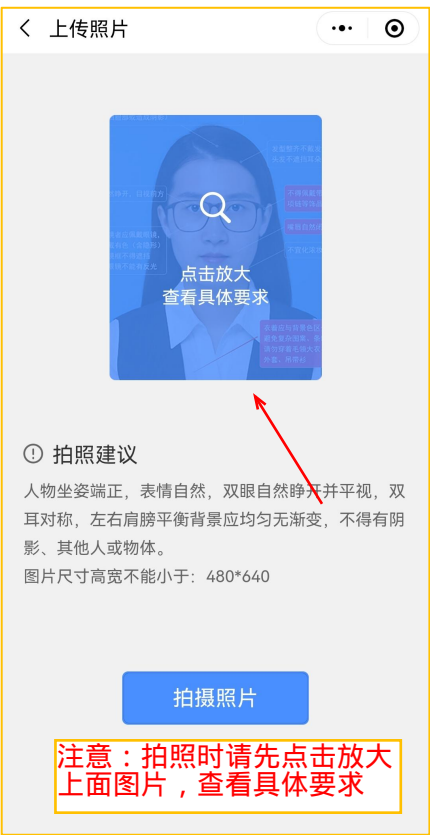 上传照片
点击放大
查看具体要求
拍照建议
人物坐姿端正，表情自然，双眼自然睁开并平视，双
耳对称，左右肩膀平衡背景应均匀无渐变，不得有阴
影、其他人或物体。
图片尺寸高宽不能小于：480*640
拍摄照片
注意：拍照时请先点击放大
上面图片，查看具体要求